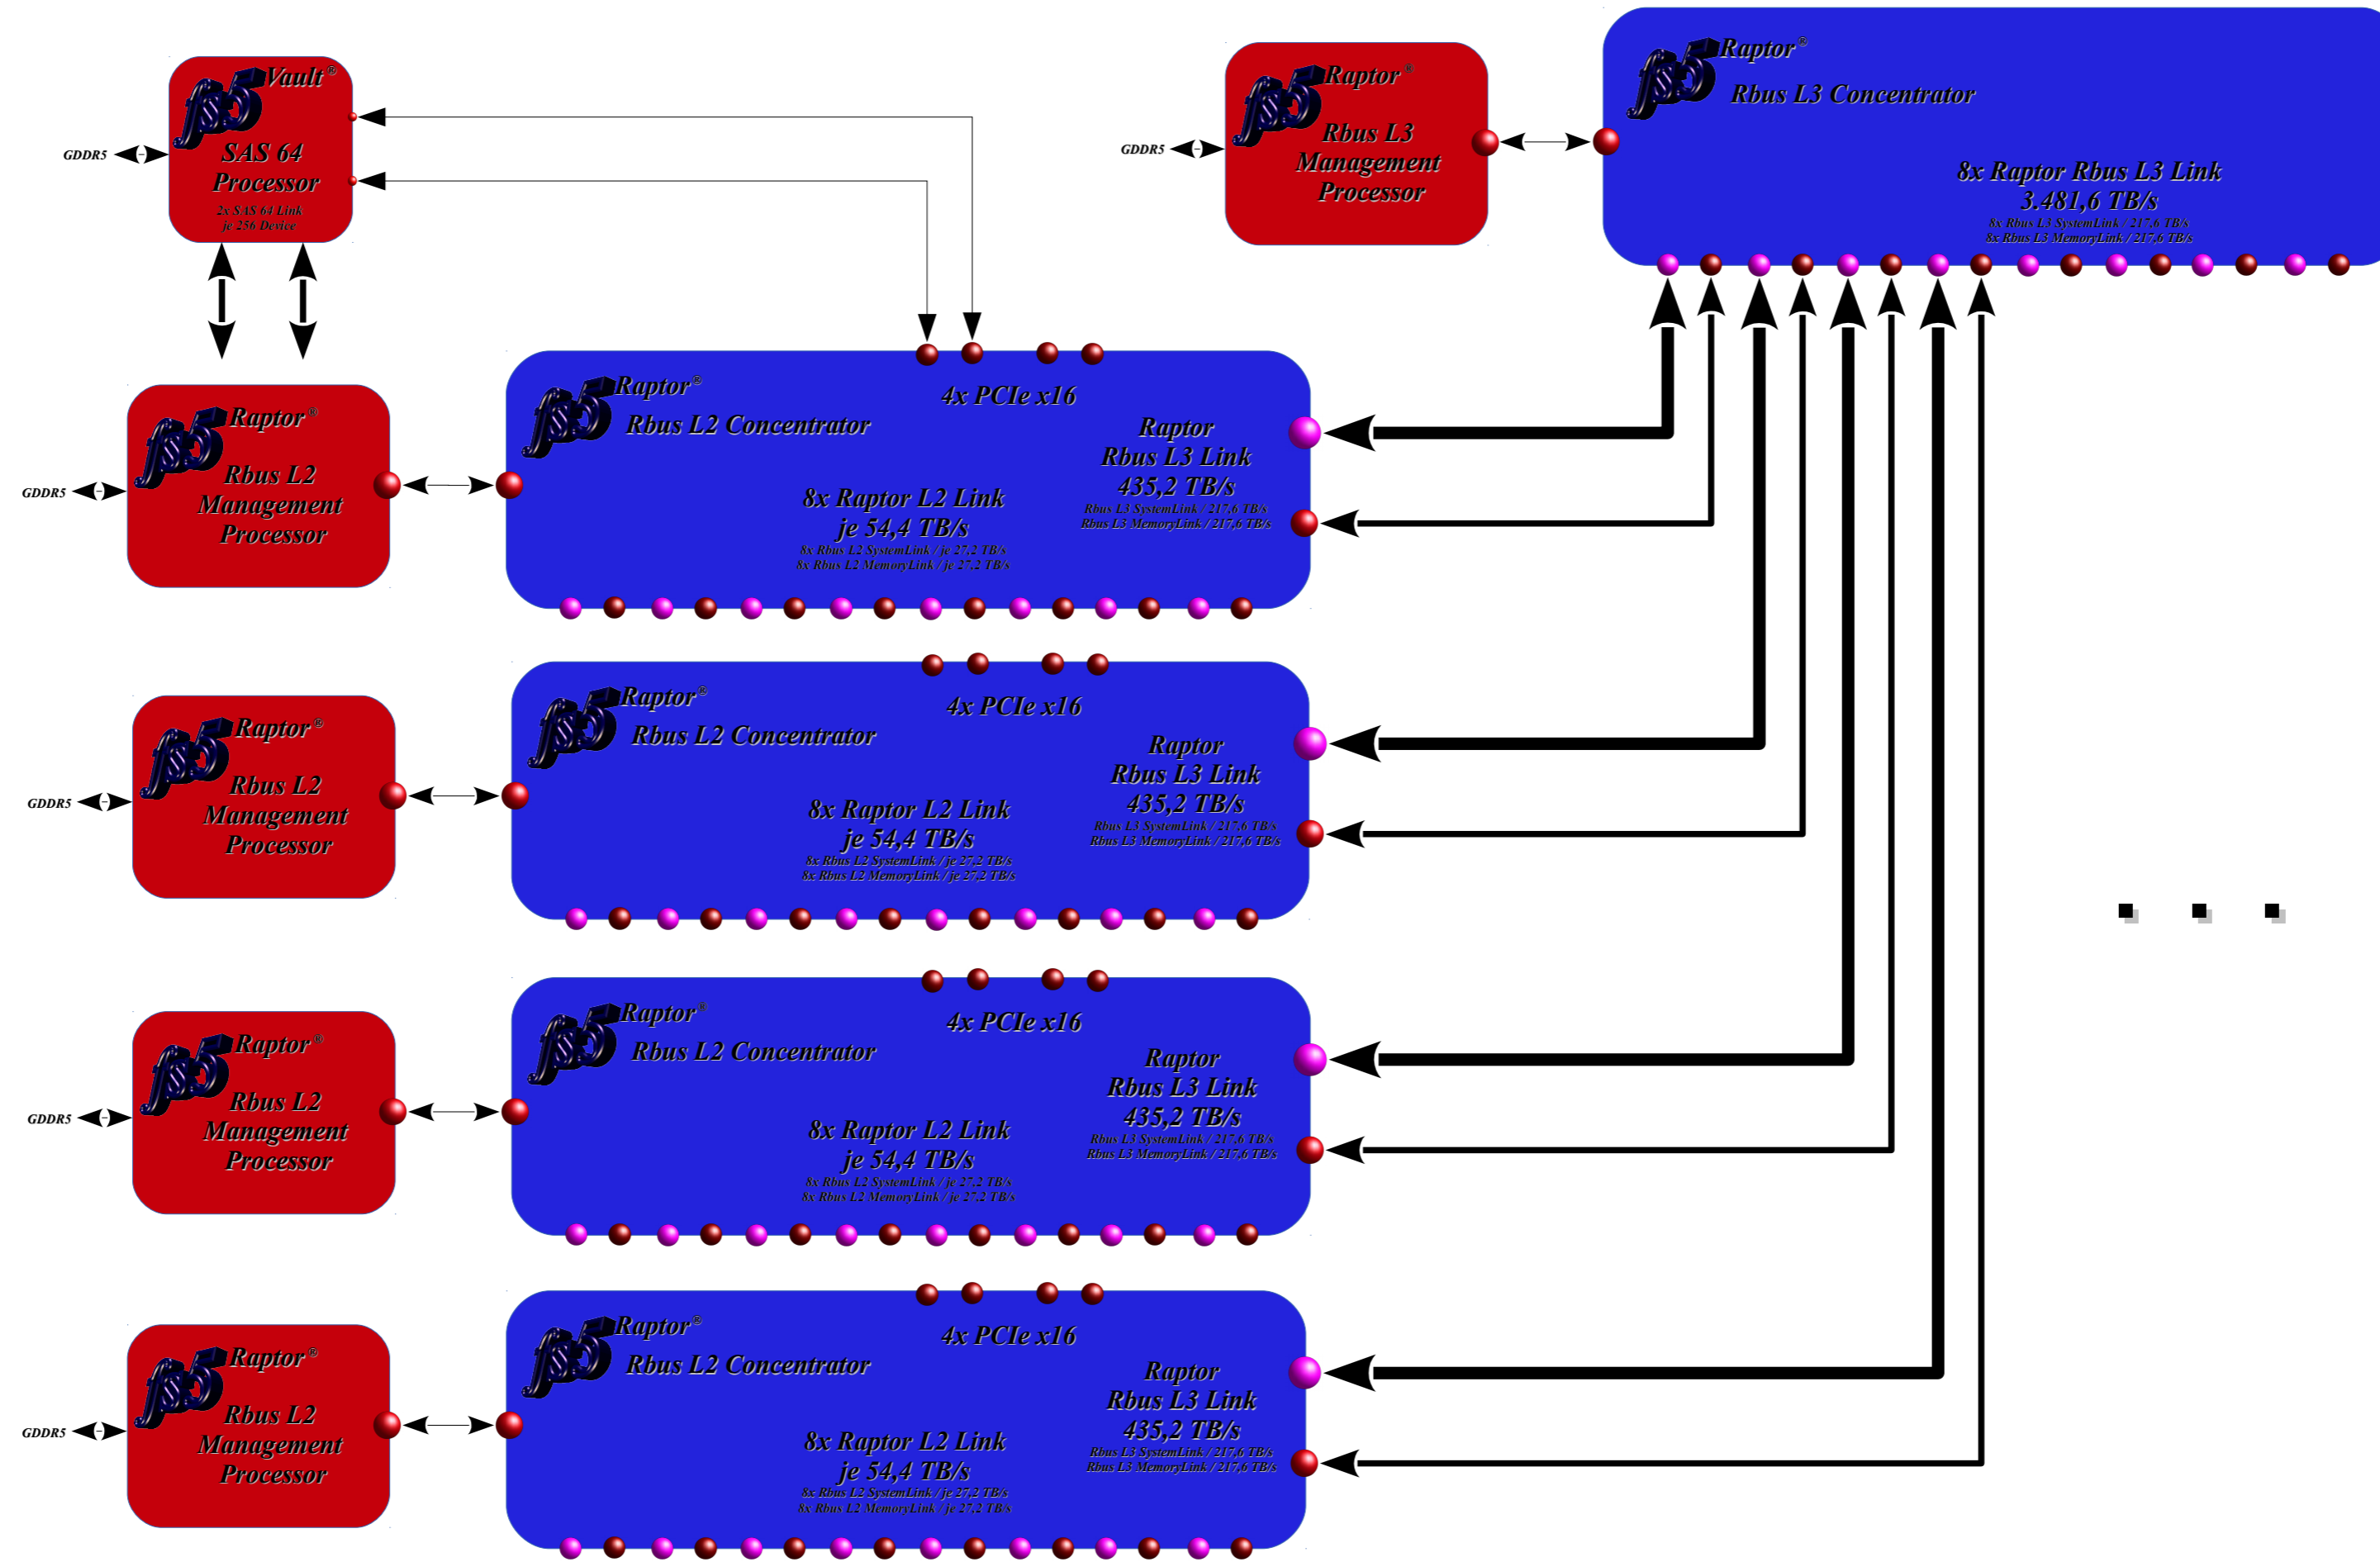 Vault®
SAS 64
Processor
2x SAS 64 Link
je 256 Device
GDDR5
Raptor®
Rbus L3
Management
Processor
GDDR5
Raptor®
Rbus L3 Concentrator
8x Raptor Rbus L3 Link
3.481,6 TB/s
8x Rbus L3 SystemLink / 217,6 TB/s
8x Rbus L3 MemoryLink / 217,6 TB/s
Raptor®
Rbus L2
Management
Processor
GDDR5
Raptor®
Rbus L2 Concentrator
4x PCIe x16
Raptor
Rbus L3 Link
435,2 TB/s
Rbus L3 SystemLink / 217,6 TB/s
Rbus L3 MemoryLink / 217,6 TB/s
8x Raptor L2 Link
je 54,4 TB/s
8x Rbus L2 SystemLink / je 27,2 TB/s
8x Rbus L2 MemoryLink / je 27,2 TB/s
Raptor®
Rbus L2
Management
Processor
GDDR5
Raptor®
Rbus L2 Concentrator
4x PCIe x16
Raptor
Rbus L3 Link
435,2 TB/s
Rbus L3 SystemLink / 217,6 TB/s
Rbus L3 MemoryLink / 217,6 TB/s
8x Raptor L2 Link
je 54,4 TB/s
8x Rbus L2 SystemLink / je 27,2 TB/s
8x Rbus L2 MemoryLink / je 27,2 TB/s
Raptor®
Rbus L2
Management
Processor
GDDR5
Raptor®
Rbus L2 Concentrator
4x PCIe x16
Raptor
Rbus L3 Link
435,2 TB/s
Rbus L3 SystemLink / 217,6 TB/s
Rbus L3 MemoryLink / 217,6 TB/s
8x Raptor L2 Link
je 54,4 TB/s
8x Rbus L2 SystemLink / je 27,2 TB/s
8x Rbus L2 MemoryLink / je 27,2 TB/s
Raptor®
Rbus L2
Management
Processor
GDDR5
Raptor®
Rbus L2 Concentrator
4x PCIe x16
Raptor
Rbus L3 Link
435,2 TB/s
Rbus L3 SystemLink / 217,6 TB/s
Rbus L3 MemoryLink / 217,6 TB/s
8x Raptor L2 Link
je 54,4 TB/s
8x Rbus L2 SystemLink / je 27,2 TB/s
8x Rbus L2 MemoryLink / je 27,2 TB/s